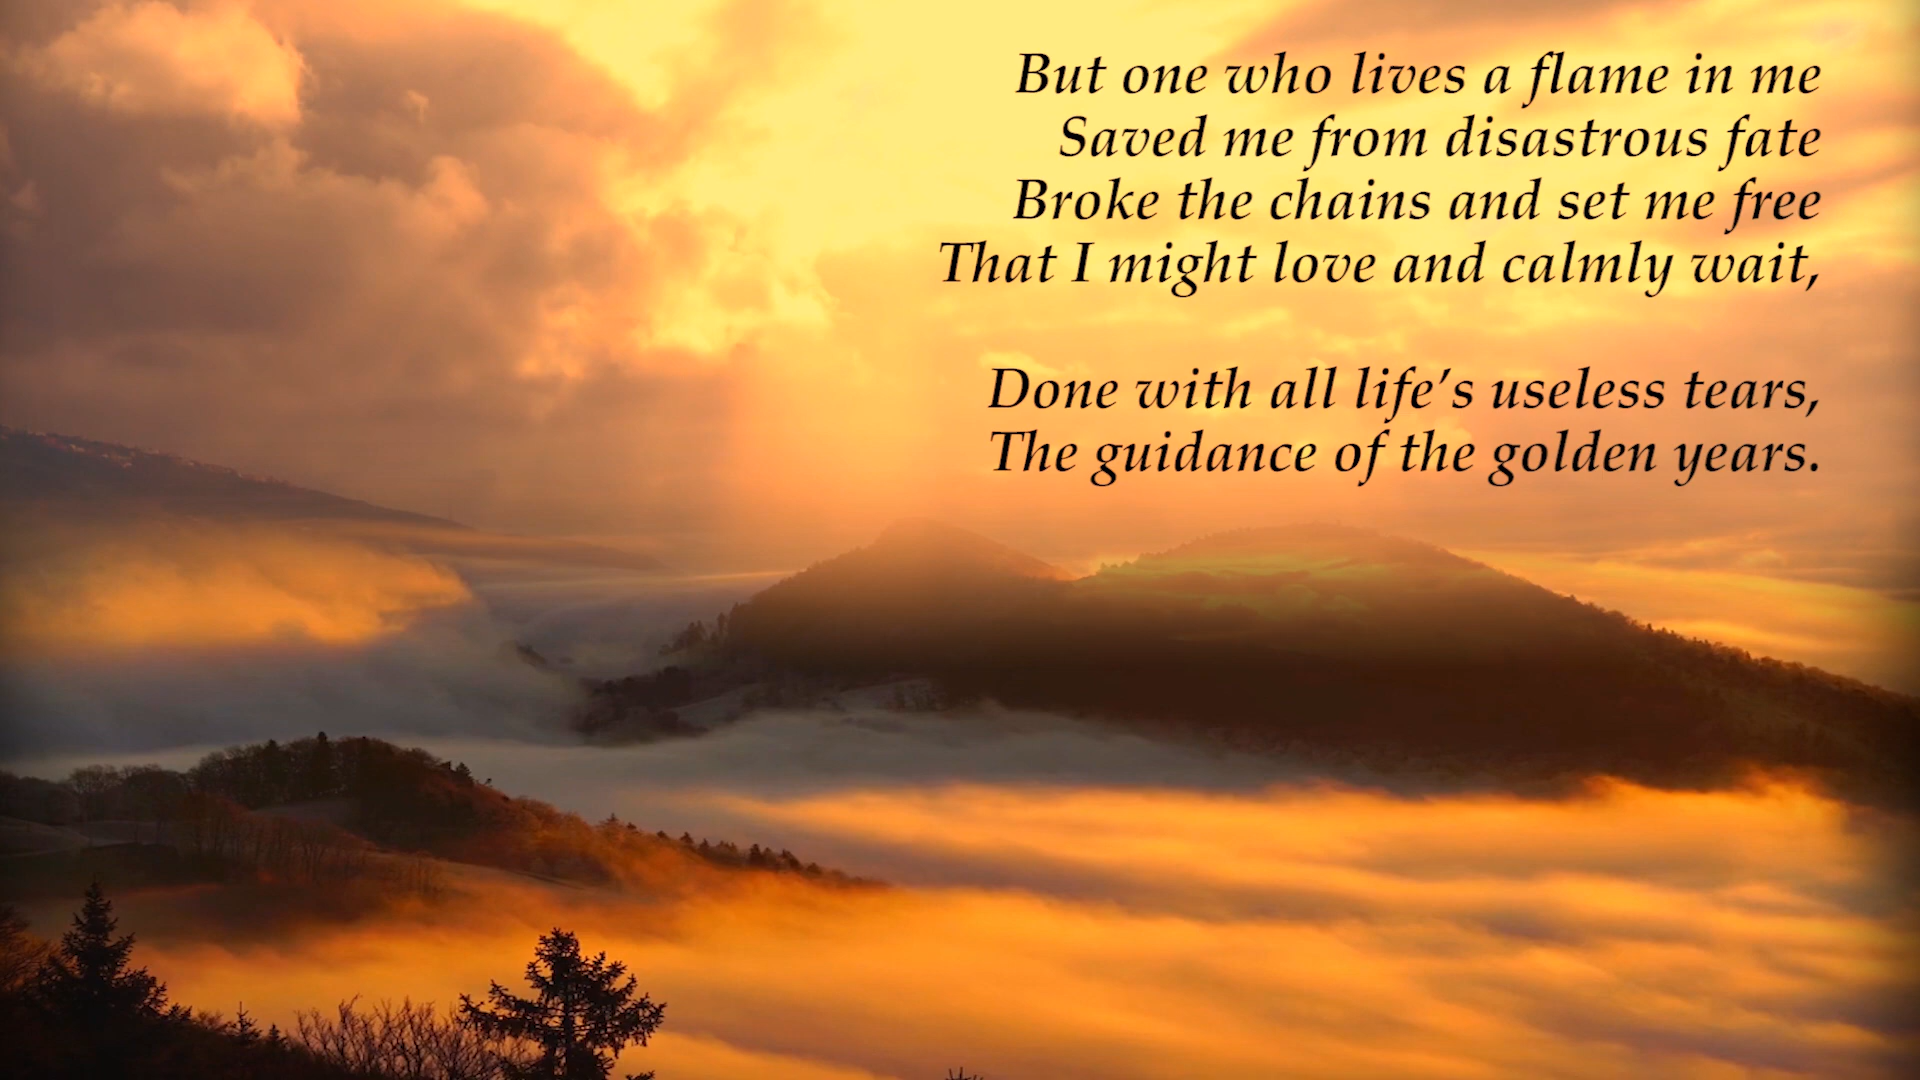 But one who lives a flame in me
Saved me from disastrous fate
Broke the chains and set me free
That I might love and calmly wait,
Done with all life’s useless tears,
The guidance of the golden years.